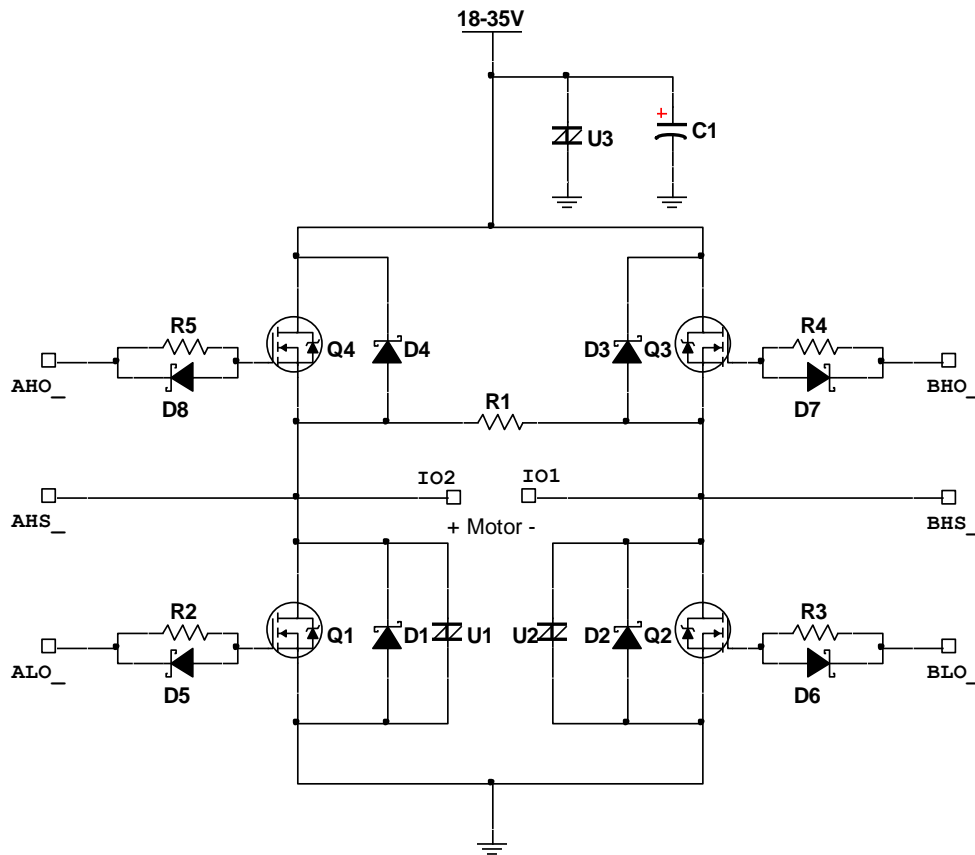 18-35V
+
U3
C1
R5
Q4
D4
D3
Q3
R4
AHO_
D8
D7
BHO_
R1
IO2
IO1
AHS_
BHS_
+ Motor -
R2
Q1
D1
U1
U2
D2
Q2
R3
ALO_
D5
D6
BLO_